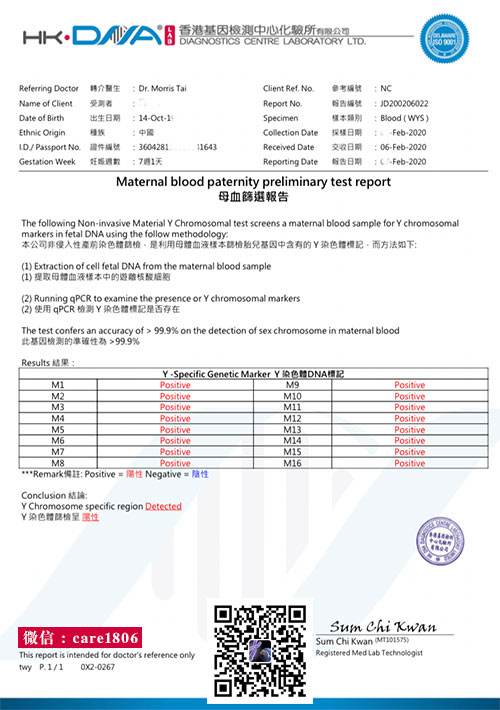 HK·DNA LAB 香港基因檢測中心化驗所有限公司
DIAGNOSTICS CENTRE LABORATORY LTD.
DELAWARE
ISO 9001
Referring Doctor 轉介醫生 : Dr. Morris Tai Client Ref. No. 參考編號 : NC
Name of Client 受測者 : Report No. 報告編號 : JD200206022
Date of Birth 出生日期 : 14-Oct-1 Specimen 樣本類別 : Blood ( WYS )
Ethnic Origin 種族 : 中國 Collection Date 採樣日期 : -Feb-2020
I.D./ Passport No. 證件編號 : 3604281 1643 Received Date 交收日期 : 06-Feb-2020
Gestation Week 妊娠週數 : 7週1天 Reporting Date 報告日期 : -Feb-2020
Maternal blood paternity preliminary test report
母血篩選報告
The following Non-invasive Material Y Chromosomal test screens a maternal blood sample for Y chromosomal
markers in fetal DNA using the follow methodology:
本公司非侵入性產前染色體篩檢，是利用母體血液樣本篩檢胎兒基因中含有的 Y 染色體標記，而方法如下:
(1) Extraction of cell fetal DNA from the maternal blood sample
(1) 提取母體血液樣本中的遊離核酸細胞
(2) Running qPCR to examine the presence or Y chromosomal markers
(2) 使用 qPCR 檢測 Y 染色體標記是否存在
The test confers an accuracy of > 99.9% on the detection of sex chromosome in maternal blood
此基因檢測的準確性為 >99.9%
Results 結果 :
Y -Specific Genetic Marker Y 染色體DNA標記
M1 Positive M9 Positive
M2 Positive M10 Positive
M3 Positive M11 Positive
M4 Positive M12 Positive
M5 Positive M13 Positive
M6 Positive M14 Positive
M7 Positive M15 Positive
M8 Positive M16 Positive
***Remark備註: Positive = 陽性 Negative = 陰性
Conclusion 結論:
Y Chromosome specific region Detected
Y 染色體篩檢呈 陽性
香港基因檢測
中心化驗所
有限公司
Sum Chi Kwan
微信：care1806
Sum Chi Kwan (MT101575)
Registered Med Lab Technologist
This report is intended for doctor's reference only
twy P. 1 / 1 0X2-0267